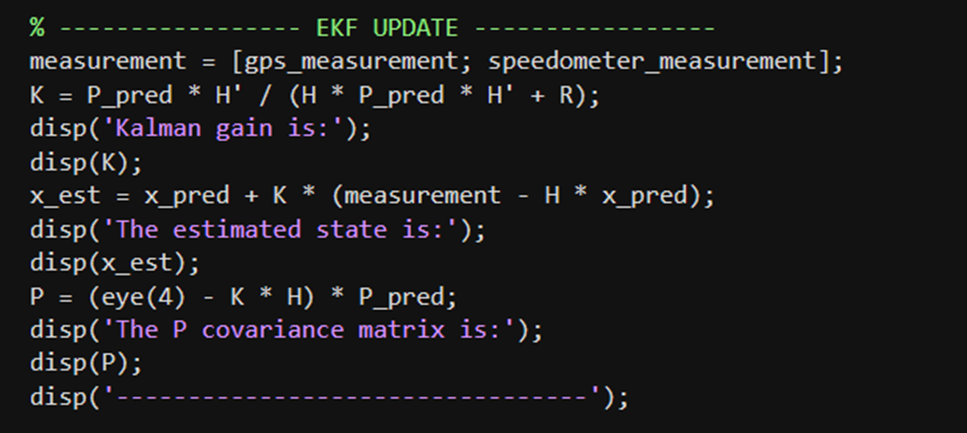 % ----------------- EKF UPDATE -----------------
measurement = [gps_measurement; speedometer_measurement];
K = P_pred * H' / (H * P_pred * H' + R);
disp('Kalman gain is:');
disp(K);
x_est = x_pred + K * (measurement - H * x_pred);
disp('The estimated state is:');
disp(x_est);
P = (eye(4) - K * H) * P_pred;
disp('The P covariance matrix is:');
disp(P);
disp('---------------------------------');